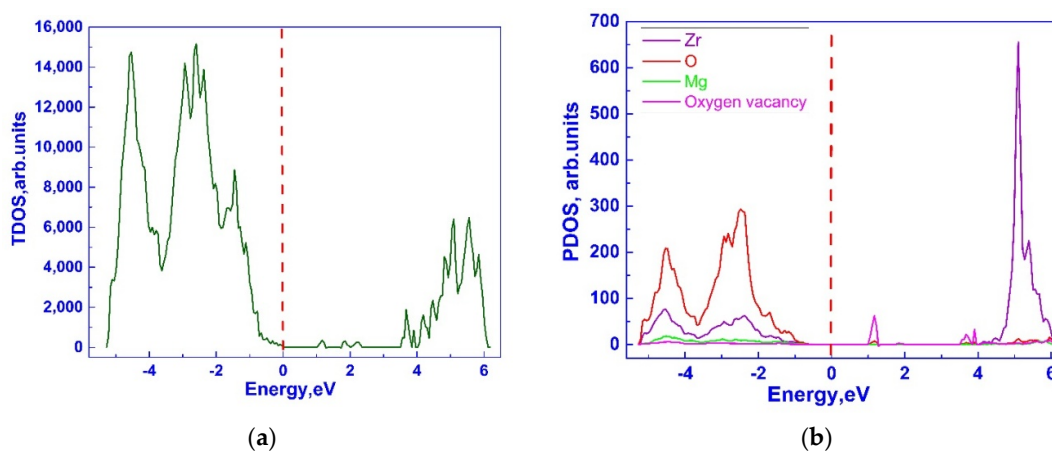 16,000
14,000
12,000
10,000
8,000
6,000
4,000
2,000
0
TDOS,arb.units
-4
-2
0
2
4
6
Energy,eV
(a)
700
600
500
400
300
200
100
0
PDOS, arb.units
Zr
O
Mg
Oxygen vacancy
-4
-2
0
2
4
6
Energy,eV
(b)